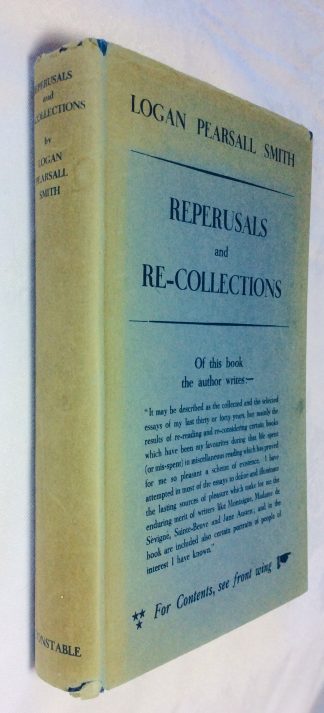 REPERUSALS
and
RE-COLLECTIONS
by
LOGAN
PEARSALL
SMITH
CONSTABLE
LOGAN PEARSALL SMITH
REPERUSALS
and
RE-COLLECTIONS
Of this book
the author writes:—
"It may be described as the collected and the selected
essays of my last thirty or forty years, but mainly the
results of re-reading and re-considering certain books
which have been my favourites during that life spent
(or mis-spent) in miscellaneous reading which has proved
for me so pleasant a scheme of existence. I have
attempted in most of the essays to define and illustrate
the lasting sources of pleasure which make for me the
enduring merit of writers like Montaigne, Madame de
Sévigné, Sainte-Beuve and Jane Austen; and in the
book are included also certain portraits of people of
interest I have known."
For Contents, see front wing